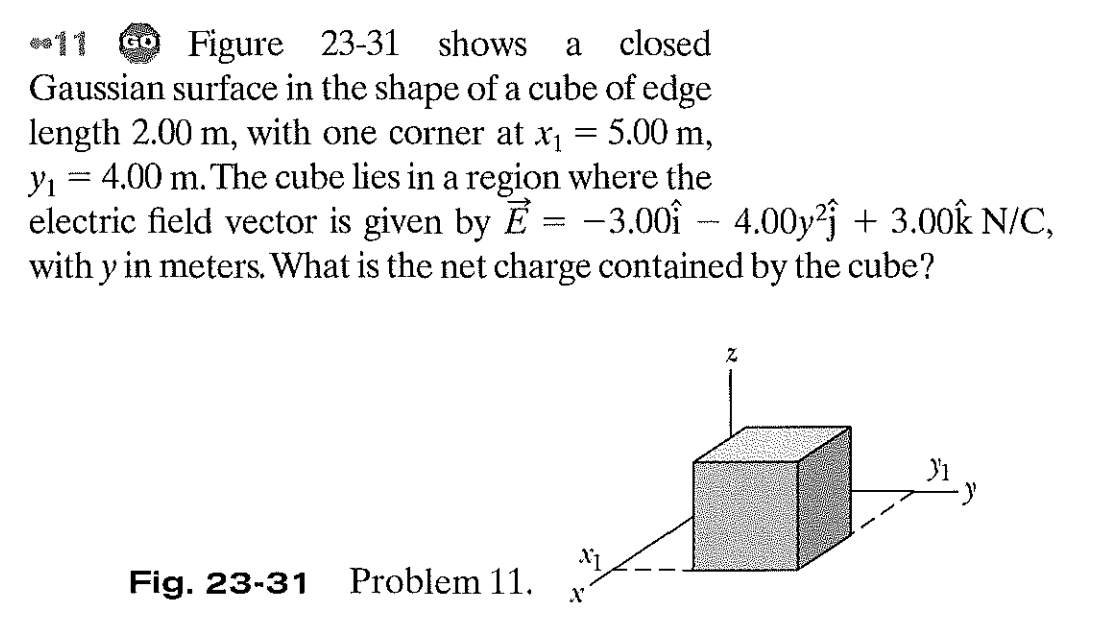 ••11 GO Figure 23-31 shows a closed
Gaussian surface in the shape of a cube of edge
length 2.00 m, with one corner at x₁ = 5.00 m,
y₁ = 4.00 m. The cube lies in a region where the
electric field vector is given by E⃗ = −3.00î − 4.00y²ĵ + 3.00k̂ N/C,
with y in meters. What is the net charge contained by the cube?
z
y₁
y
x₁
x
Fig. 23-31 Problem 11.